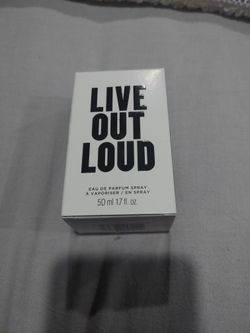 LIVE
OUT
LOUD
EAU DE PARFUM SPRAY
À VAPORISER / EN SPRAY
50 ml 1.7 fl. oz.